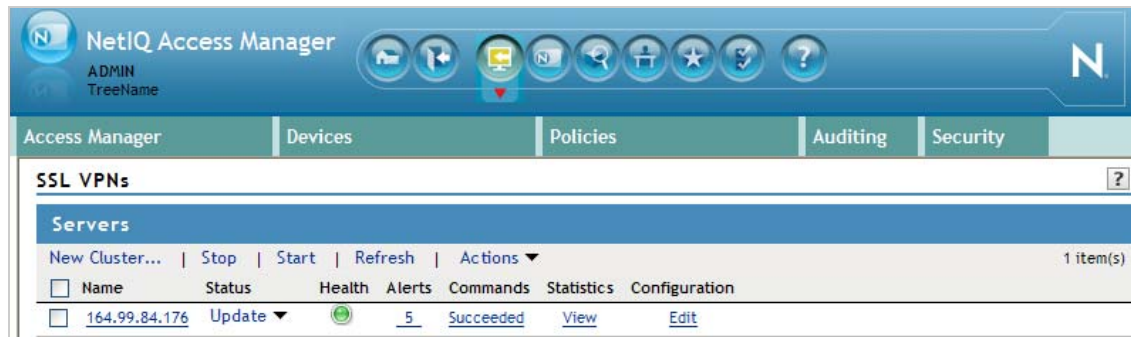 NetIQ Access Manager
ADMIN
TreeName
N
N
?
N
Access Manager Devices Policies Auditing Security
SSL VPNs ?
Servers
New Cluster... | Stop | Start | Refresh | Actions 1 item(s)
Name Status Health Alerts Commands Statistics Configuration
164.99.84.176 Update 5 Succeeded View Edit